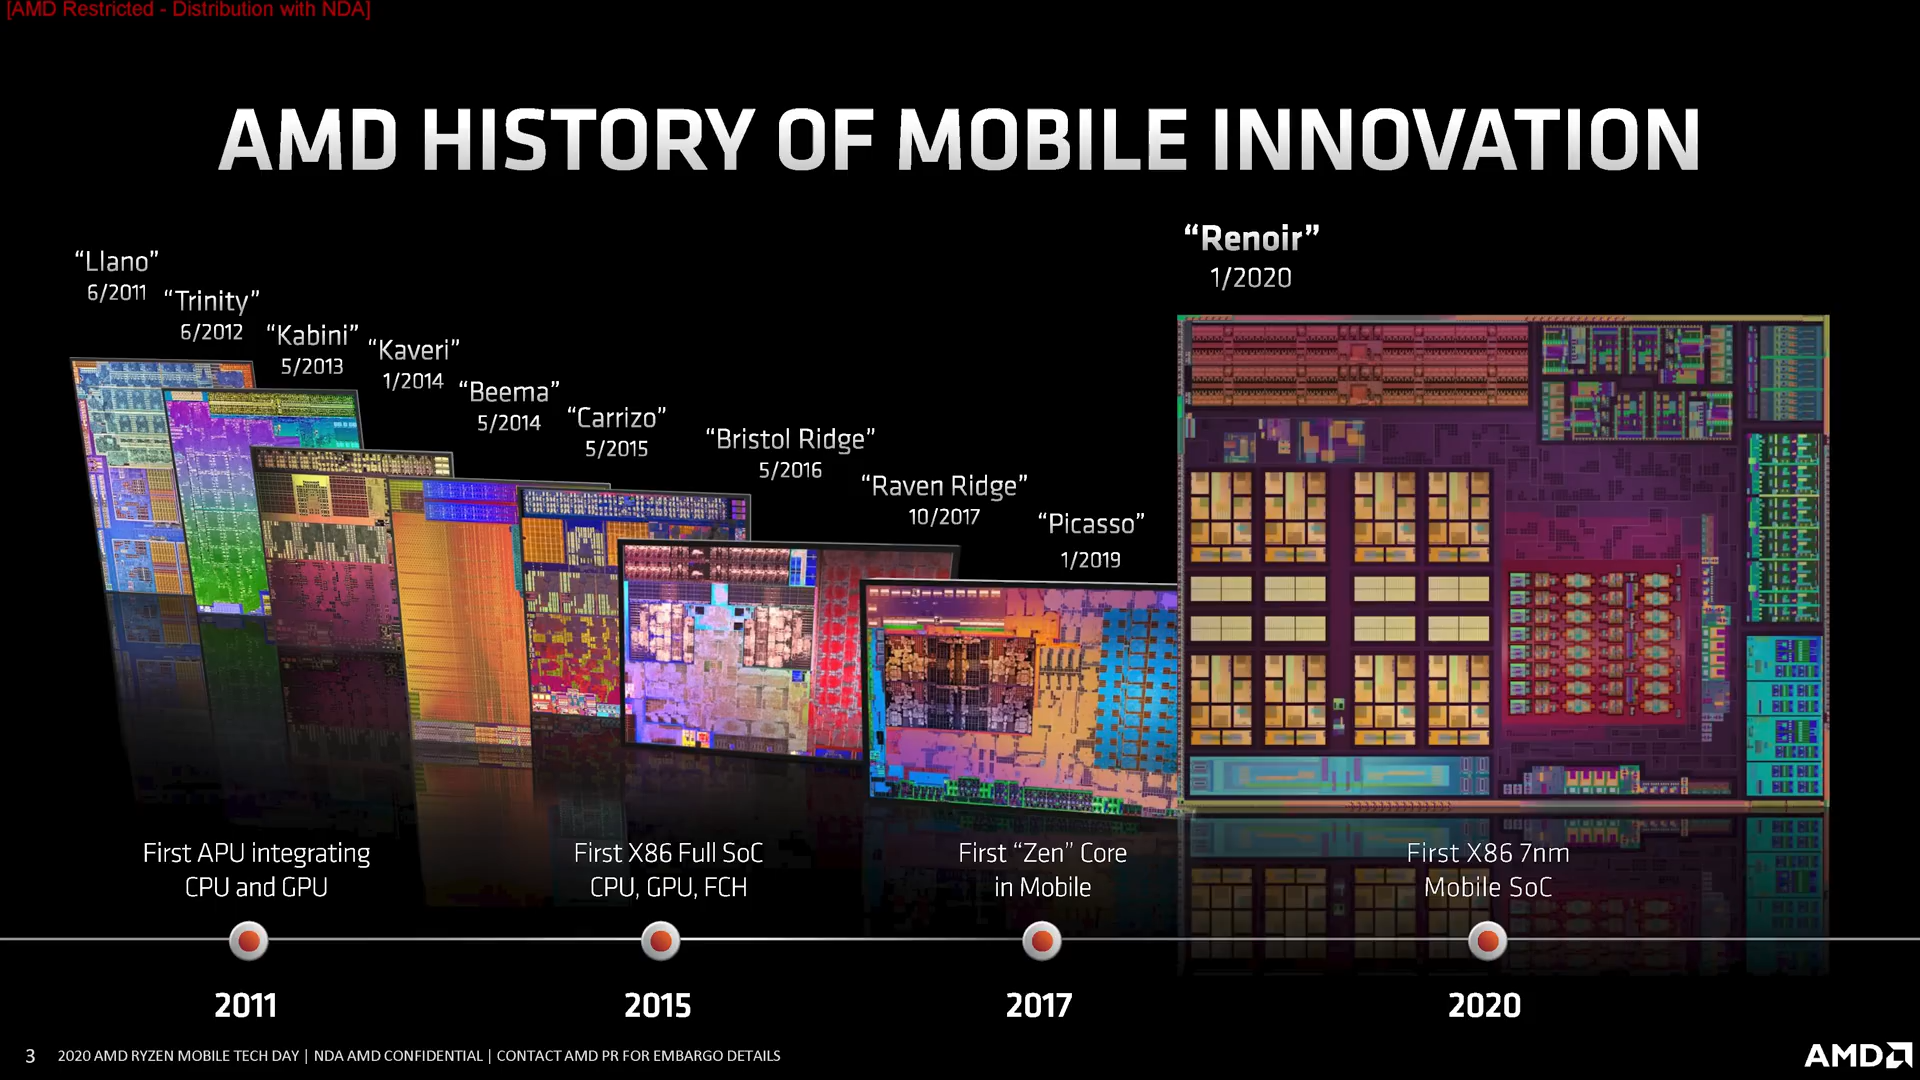 [AMD Restricted - Distribution with NDA]
AMD HISTORY OF MOBILE INNOVATION
“Llano”
6/2011
“Trinity”
6/2012
“Kabini”
5/2013
“Kaveri”
1/2014
“Beema”
5/2014
“Carrizo”
5/2015
“Bristol Ridge”
5/2016
“Raven Ridge”
10/2017
“Picasso”
1/2019
“Renoir”
1/2020
First APU integrating
CPU and GPU
First X86 Full SoC
CPU, GPU, FCH
First “Zen” Core
in Mobile
First X86 7nm
Mobile SoC
2011
2015
2017
2020
3 2020 AMD RYZEN MOBILE TECH DAY | NDA AMD CONFIDENTIAL | CONTACT AMD PR FOR EMBARGO DETAILS
AMD